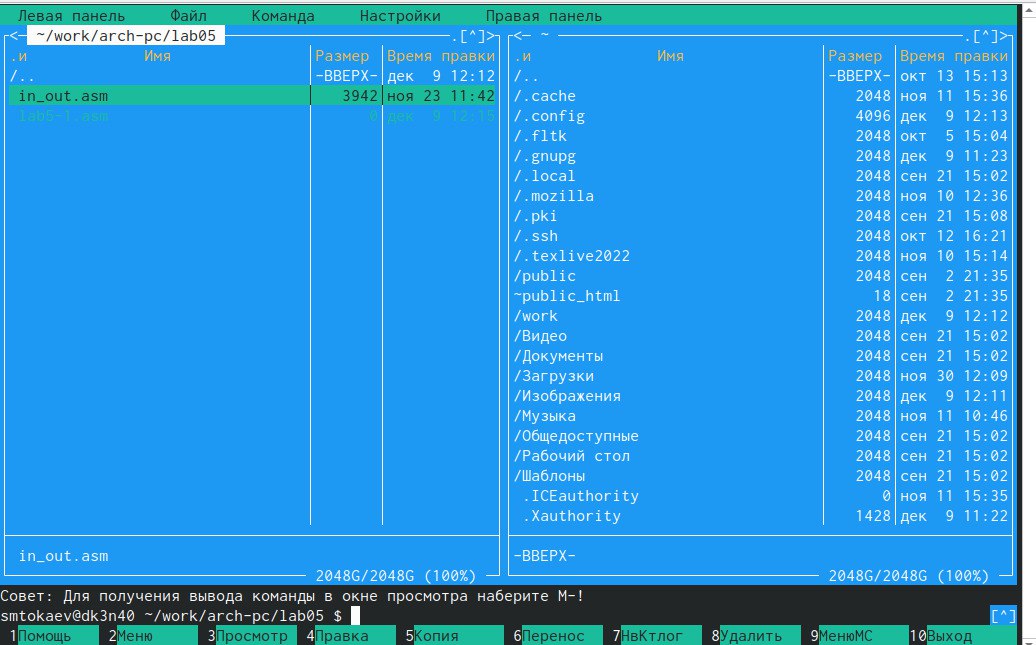 Левая панель Файл Команда Настройки Правая панель
<- ~/work/arch-pc/lab05 .[^]>
.и Имя Размер Время правки
/.. -ВВЕРХ- дек 9 12:12
in_out.asm 3942 ноя 23 11:42
lab5-1.asm 0 дек 9 12:15
in_out.asm
2048G/2048G (100%)
<- ~ .[^]>
.и Имя Размер Время правки
/.. -ВВЕРХ- окт 13 15:13
/.cache 2048 ноя 11 15:36
/.config 4096 дек 9 12:13
/.fltk 2048 окт 5 15:04
/.gnupg 2048 дек 9 11:23
/.local 2048 сен 21 15:02
/.mozilla 2048 ноя 10 12:36
/.pki 2048 сен 21 15:08
/.ssh 2048 окт 12 16:21
/.texlive2022 2048 ноя 10 15:14
/public 2048 сен 2 21:35
~public_html 18 сен 2 21:35
/work 2048 дек 9 12:12
/Видео 2048 сен 21 15:02
/Документы 2048 сен 21 15:02
/Загрузки 2048 ноя 30 12:09
/Изображения 2048 дек 9 12:11
/Музыка 2048 ноя 11 10:46
/Общедоступные 2048 сен 21 15:02
/Рабочий стол 2048 сен 21 15:02
/Шаблоны 2048 сен 21 15:02
.ICEauthority 0 ноя 11 15:35
.Xauthority 1428 дек 9 11:22
-ВВЕРХ-
2048G/2048G (100%)
Совет: Для получения вывода команды в окне просмотра наберите M-!
smtokaev@dk3n40 ~/work/arch-pc/lab05 $ [^]
1Помощь 2Меню 3Просмотр 4Правка 5Копия 6Перенос 7НвКтлог 8Удалить 9МенюMC 10Выход